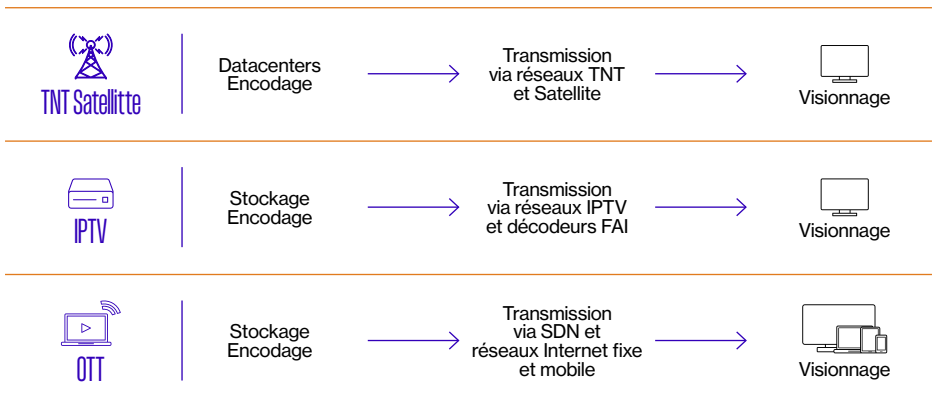 TNT Satellitte
Datacenters
Encodage
Transmission
via réseaux TNT
et Satellite
Visionnage
IPTV
Stockage
Encodage
Transmission
via réseaux IPTV
et décodeurs FAI
Visionnage
OTT
Stockage
Encodage
Transmission
via SDN et
réseaux Internet fixe
et mobile
Visionnage